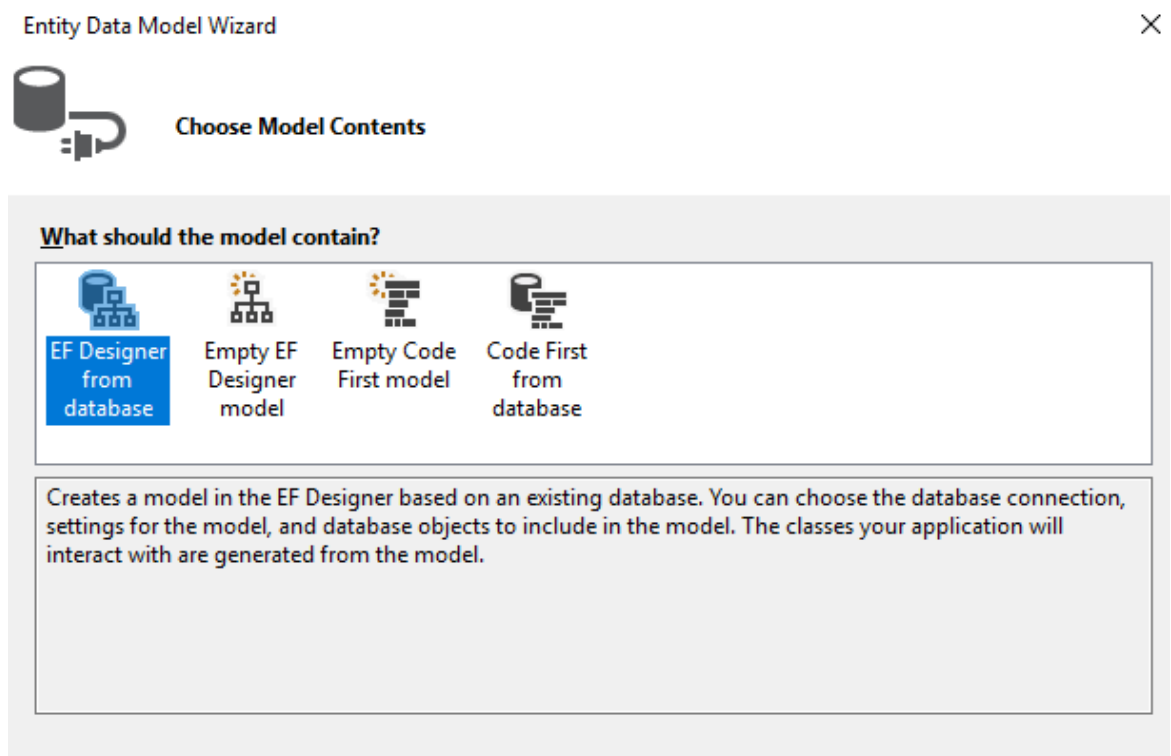 Entity Data Model Wizard
Choose Model Contents
What should the model contain?
EF Designer
from
database
Empty EF
Designer
model
Empty Code
First model
Code First
from
database
Creates a model in the EF Designer based on an existing database. You can choose the database connection,
settings for the model, and database objects to include in the model. The classes your application will
interact with are generated from the model.